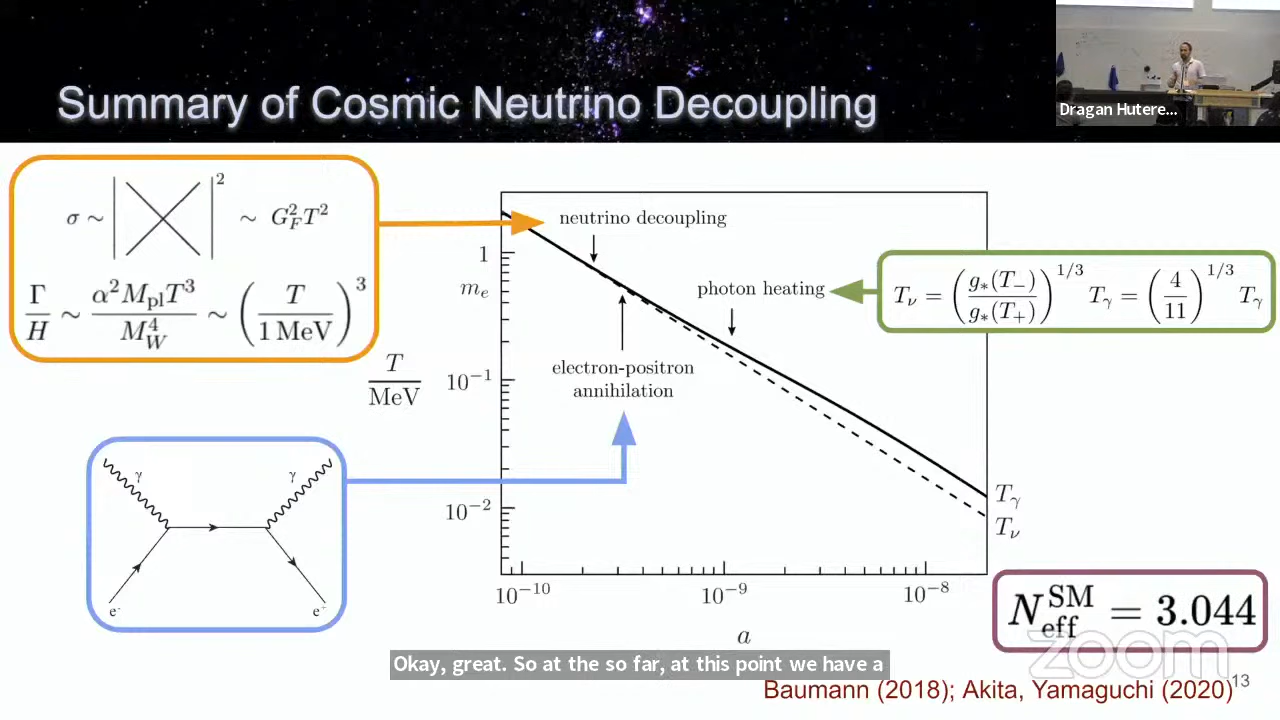 Summary of Cosmic Neutrino Decoupling
Dragan Hutere...
σ ∼ | |² ∼ G_F² T²
Γ/H ∼ α² M_pl T³ / M_W⁴ ∼ (T / 1 MeV)³
neutrino decoupling
photon heating
electron-positron
annihilation
T_ν = (g_*(T_-) / g_*(T_+))^{1/3} T_γ = (4/11)^{1/3} T_γ
T/MeV
1
m_e
10⁻¹
10⁻²
T_γ
T_ν
10⁻¹⁰
10⁻⁹
10⁻⁸
a
γ
γ
e⁻
e⁺
N_eff^SM = 3.044
zoom
Okay, great. So at the so far, at this point we have a
Baumann (2018); Akita, Yamaguchi (2020)
13